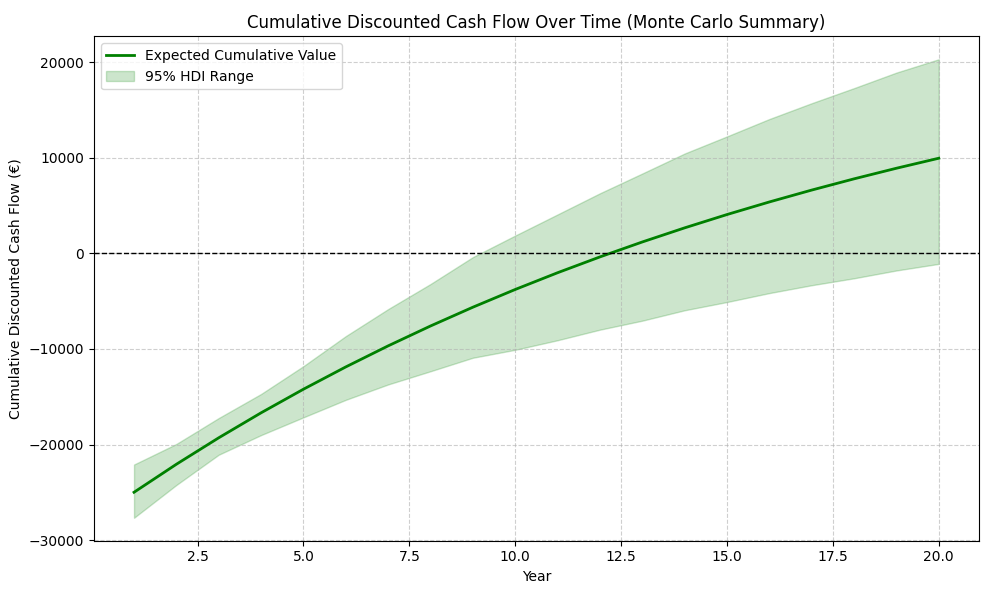 Cumulative Discounted Cash Flow Over Time (Monte Carlo Summary)
Expected Cumulative Value
95% HDI Range
Cumulative Discounted Cash Flow (€)
20000
10000
0
−10000
−20000
−30000
2.5 5.0 7.5 10.0 12.5 15.0 17.5 20.0
Year